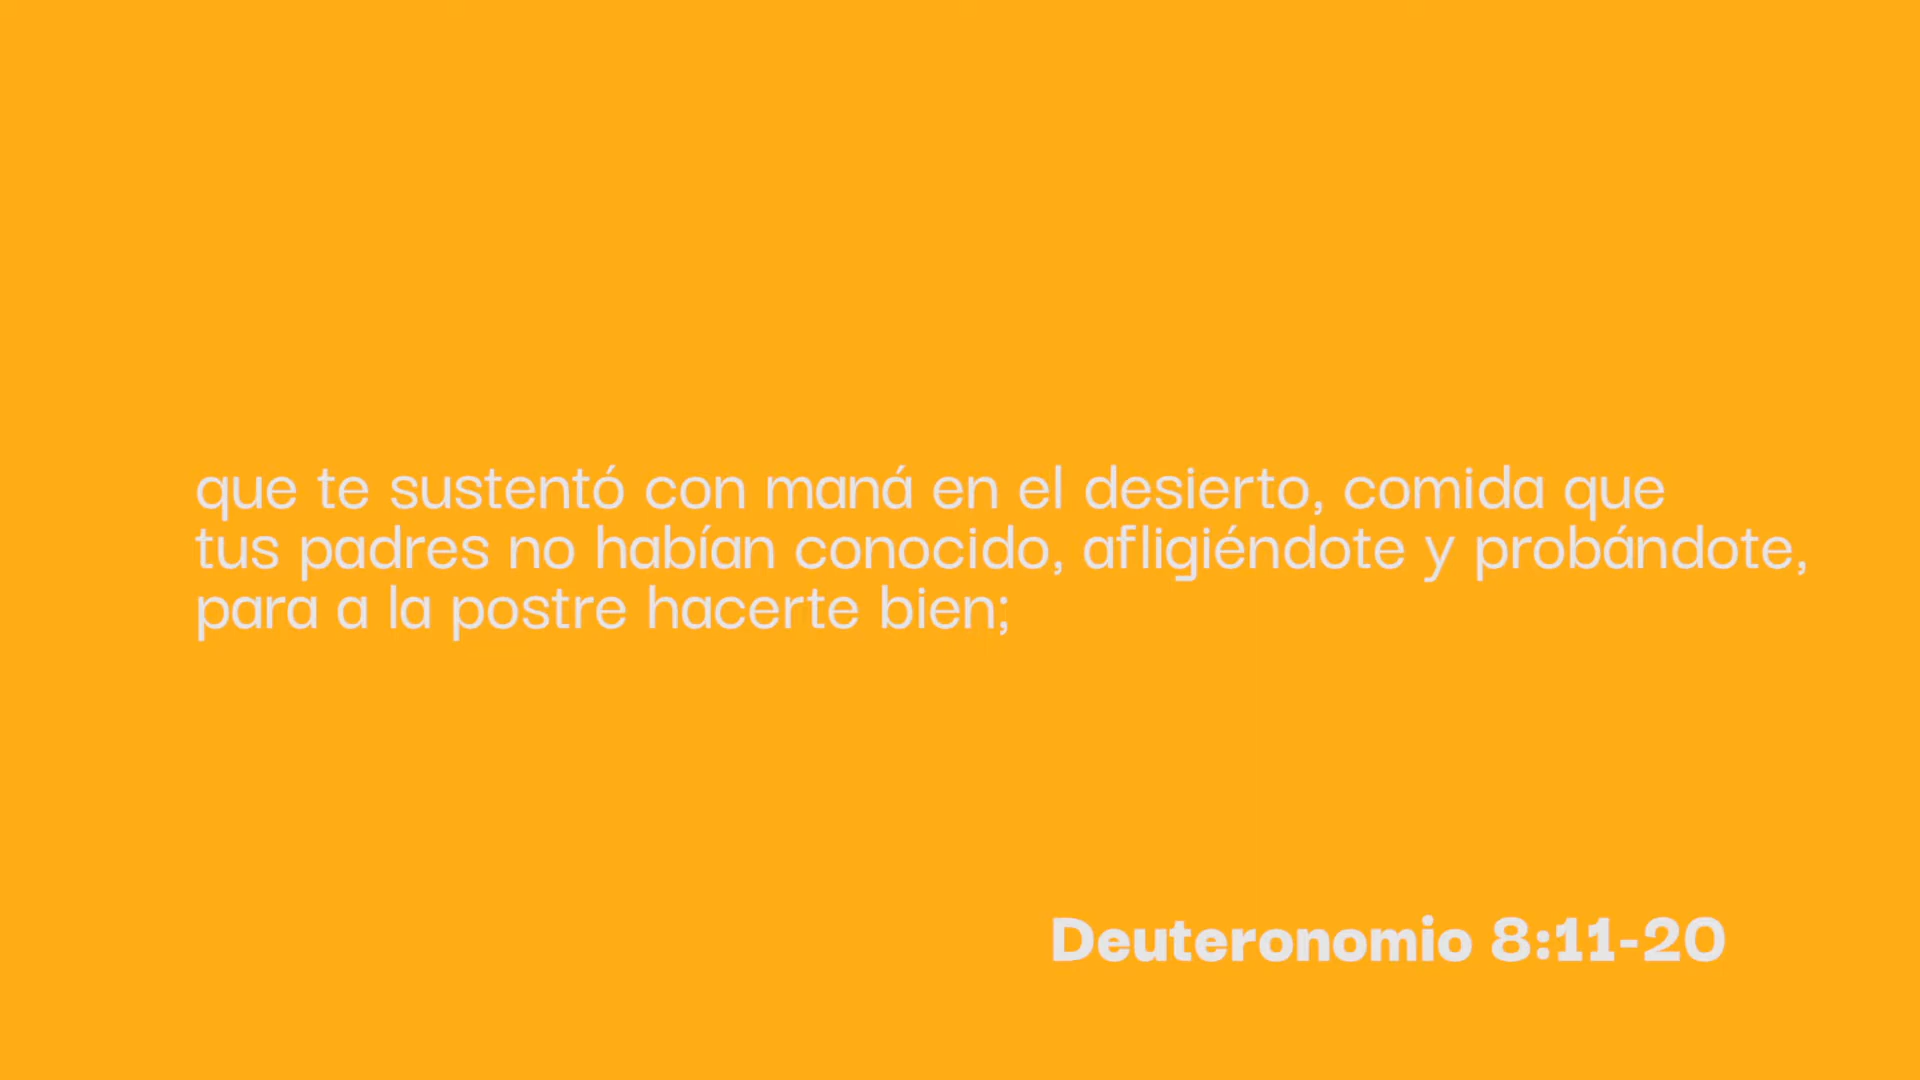 que te sustentó con maná en el desierto, comida que
tus padres no habían conocido, afligiéndote y probándote,
para a la postre hacerte bien;
Deuteronomio 8:11-20